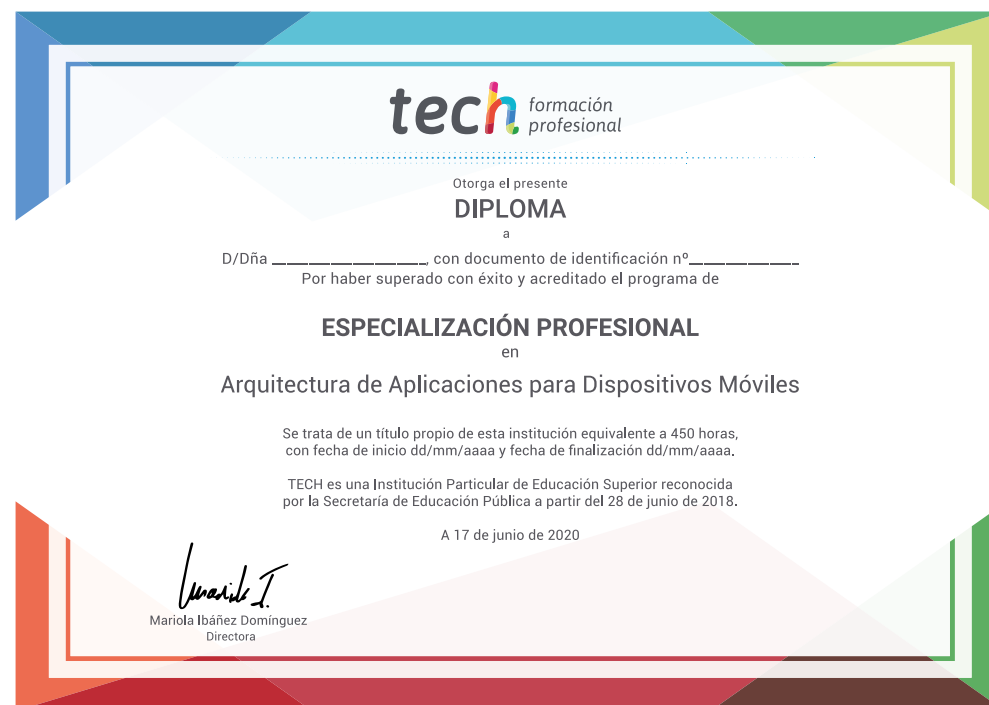 tech formación
profesional
Otorga el presente
DIPLOMA
a
D/Dña ____________________, con documento de identificación nº______________
Por haber superado con éxito y acreditado el programa de
ESPECIALIZACIÓN PROFESIONAL
en
Arquitectura de Aplicaciones para Dispositivos Móviles
Se trata de un título propio de esta institución equivalente a 450 horas,
con fecha de inicio dd/mm/aaaa y fecha de finalización dd/mm/aaaa.
TECH es una Institución Particular de Educación Superior reconocida
por la Secretaría de Educación Pública a partir del 28 de junio de 2018.
A 17 de junio de 2020
Mariola Ibáñez Domínguez
Directora